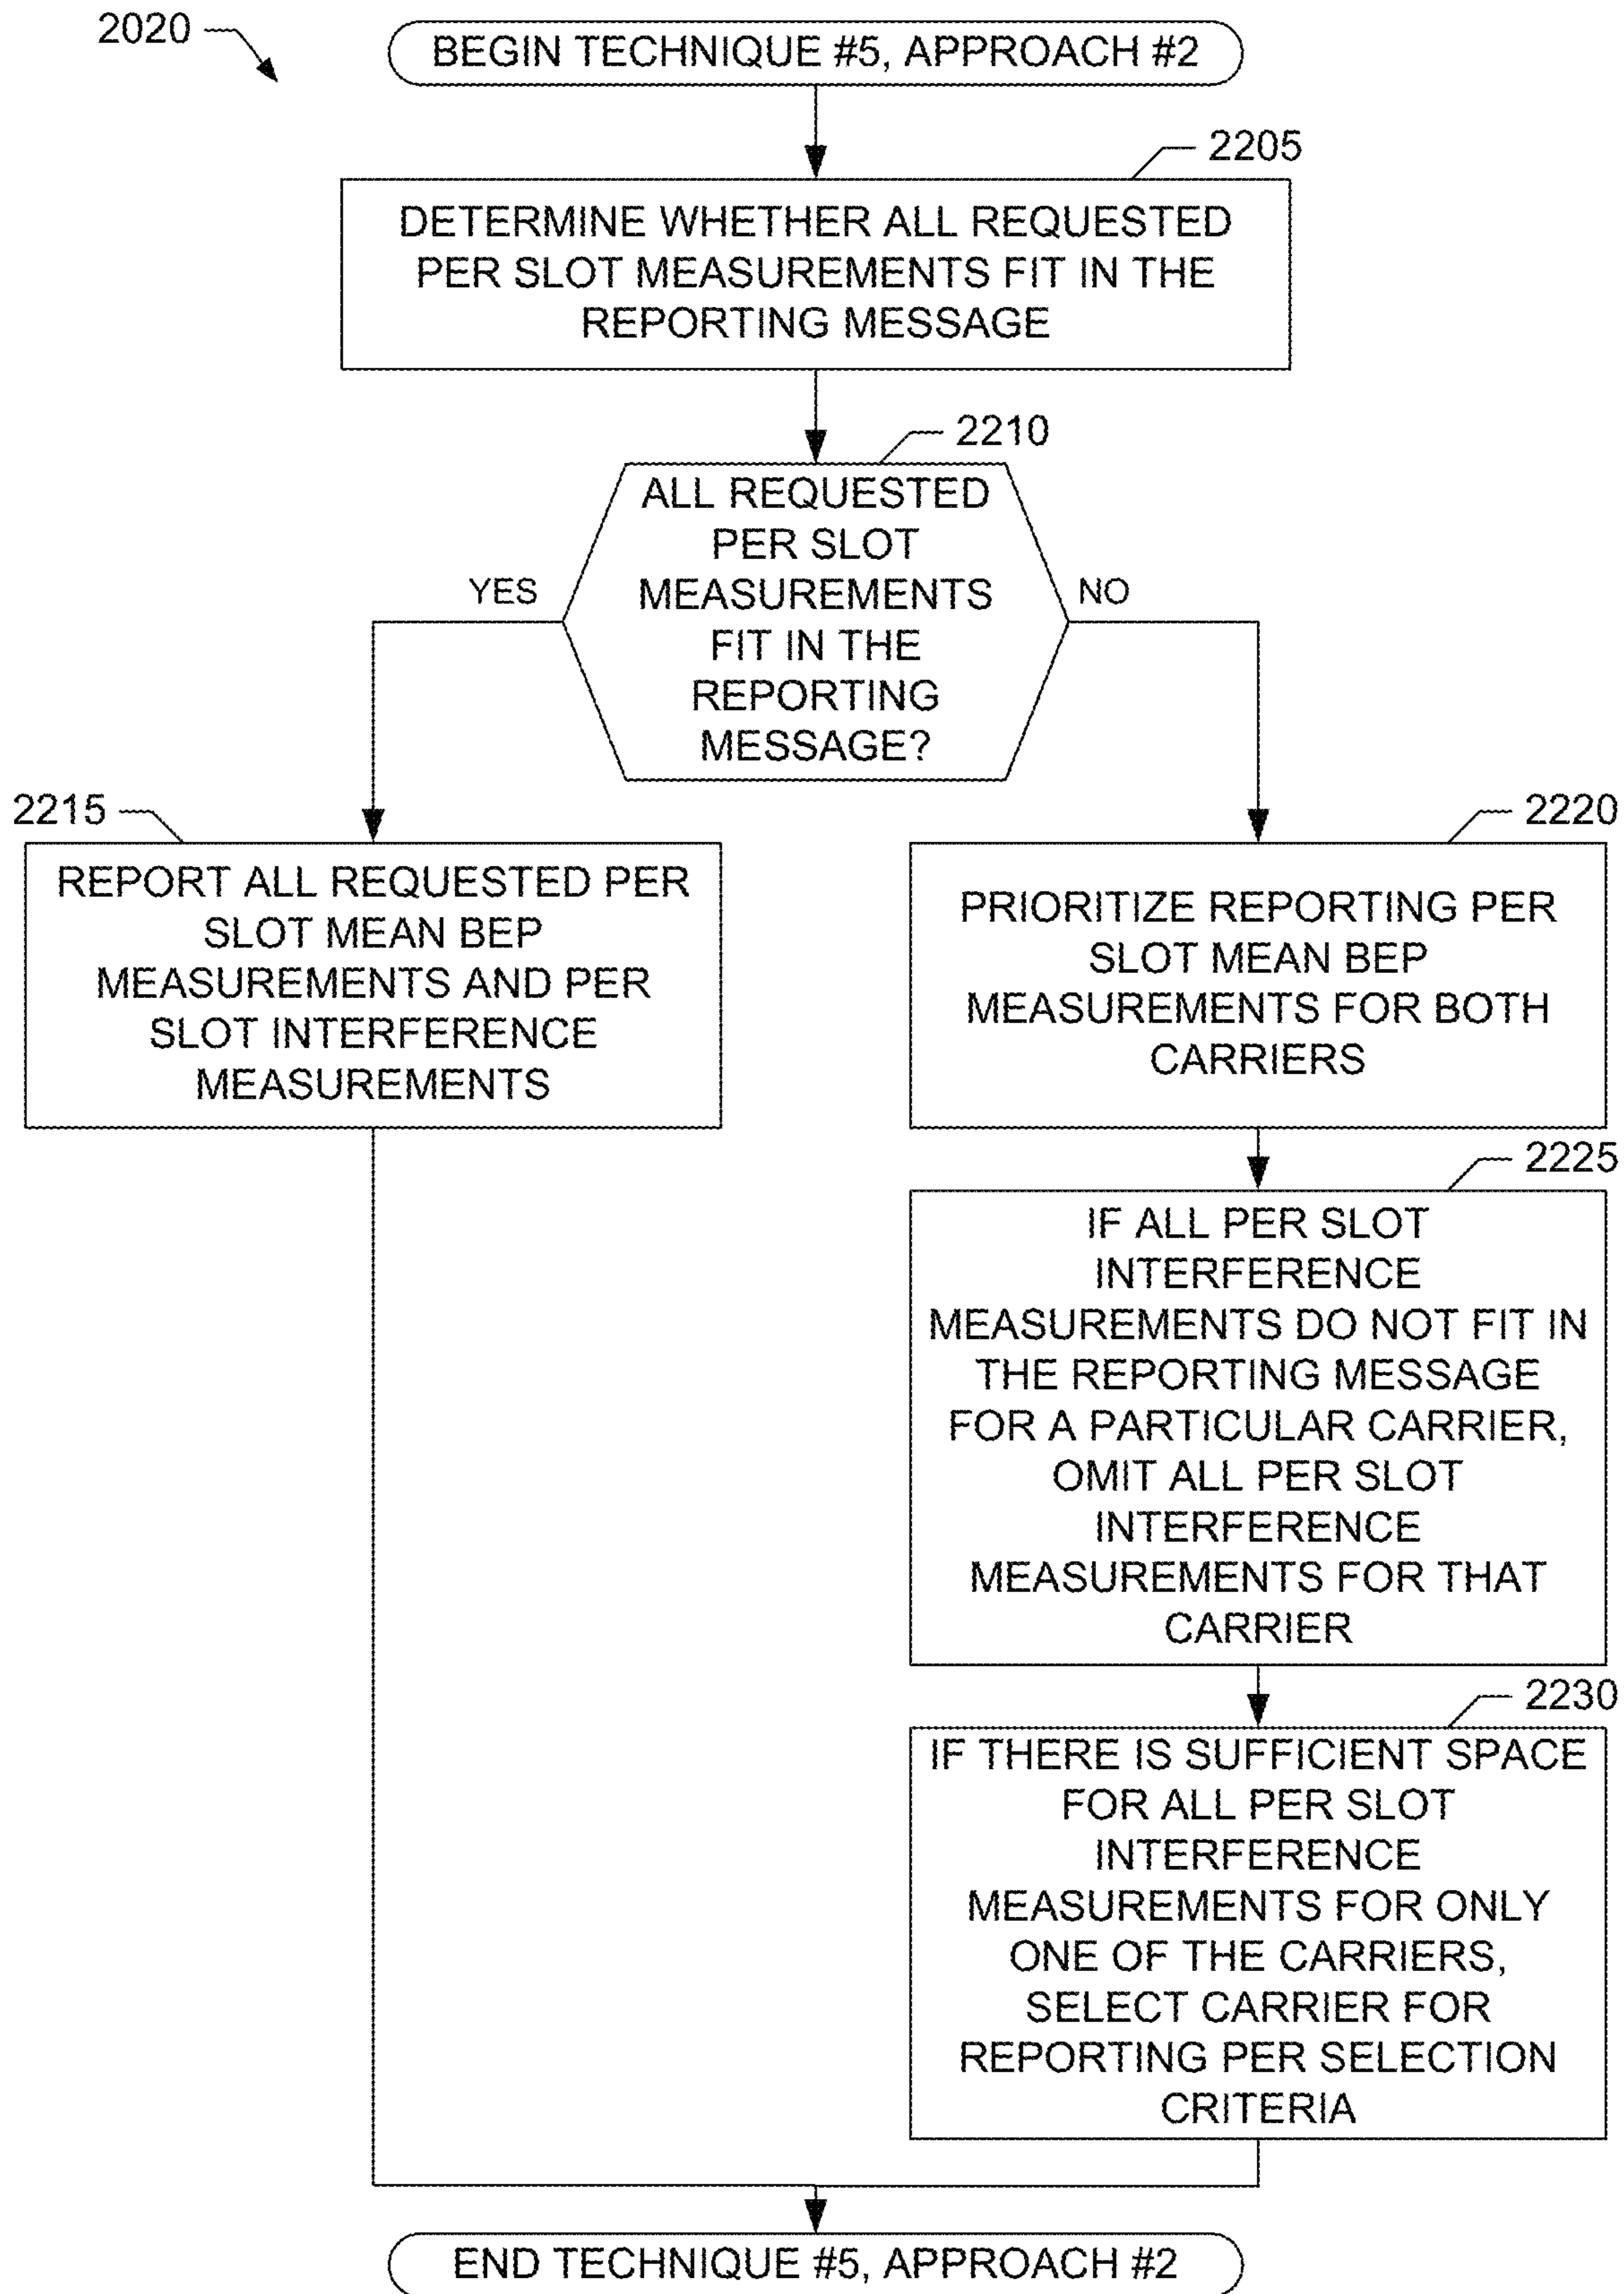 2020
BEGIN TECHNIQUE #5, APPROACH #2
2205
DETERMINE WHETHER ALL REQUESTED
PER SLOT MEASUREMENTS FIT IN THE
REPORTING MESSAGE
2210
ALL REQUESTED
PER SLOT
MEASUREMENTS
FIT IN THE
REPORTING
MESSAGE?
YES
NO
2215
REPORT ALL REQUESTED PER
SLOT MEAN BEP
MEASUREMENTS AND PER
SLOT INTERFERENCE
MEASUREMENTS
2220
PRIORITIZE REPORTING PER
SLOT MEAN BEP
MEASUREMENTS FOR BOTH
CARRIERS
2225
IF ALL PER SLOT
INTERFERENCE
MEASUREMENTS DO NOT FIT IN
THE REPORTING MESSAGE
FOR A PARTICULAR CARRIER,
OMIT ALL PER SLOT
INTERFERENCE
MEASUREMENTS FOR THAT
CARRIER
2230
IF THERE IS SUFFICIENT SPACE
FOR ALL PER SLOT
INTERFERENCE
MEASUREMENTS FOR ONLY
ONE OF THE CARRIERS,
SELECT CARRIER FOR
REPORTING PER SELECTION
CRITERIA
END TECHNIQUE #5, APPROACH #2